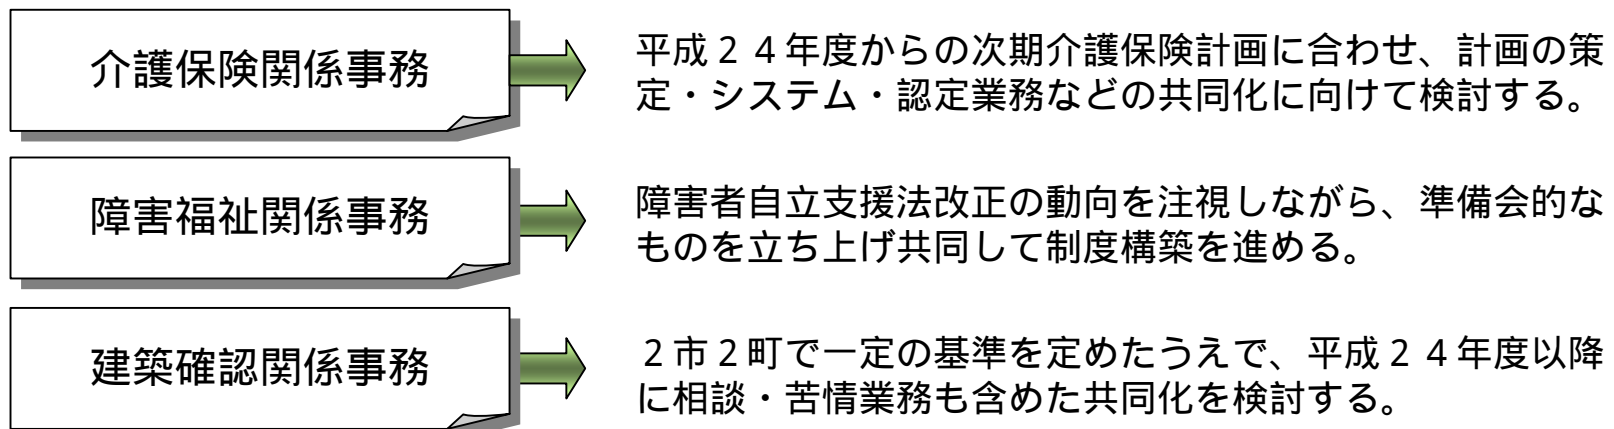 介護保険関係事務
平成２４年度からの次期介護保険計画に合わせ、計画の策
定・システム・認定業務などの共同化に向けて検討する。
障害福祉関係事務
障害者自立支援法改正の動向を注視しながら、準備会的な
ものを立ち上げ共同して制度構築を進める。
建築確認関係事務
２市２町で一定の基準を定めたうえで、平成２４年度以降
に相談・苦情業務も含めた共同化を検討する。